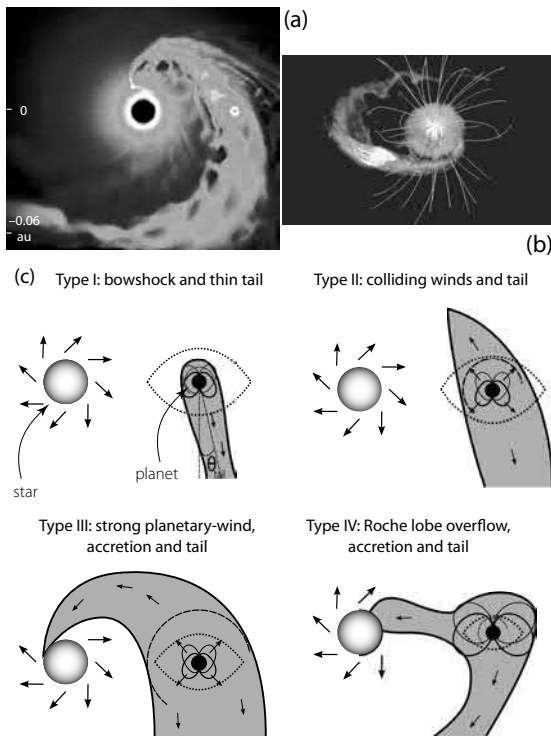 (a)
0
–0.06
au
(b)
(c)
Type I: bowshock and thin tail
Type II: colliding winds and tail
θ
planet
star
Type III: strong planetary-wind,
accretion and tail
Type IV: Roche lobe overflow,
accretion and tail